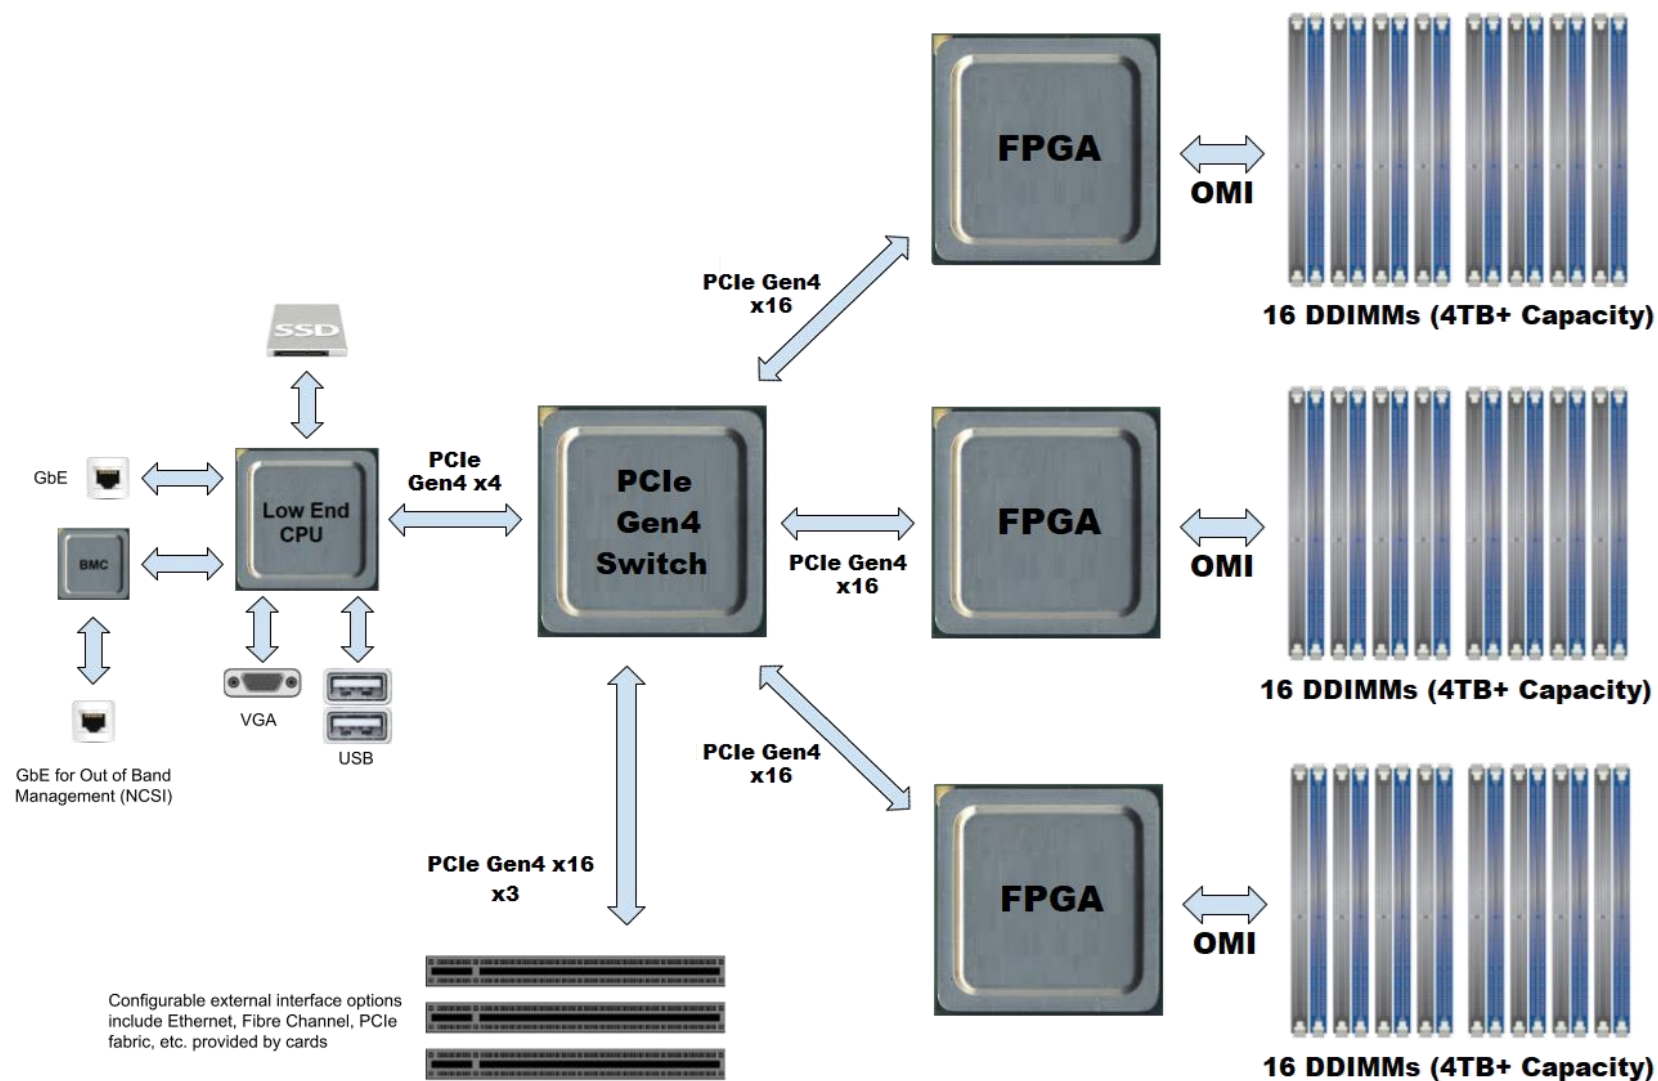 FPGA
OMI
16 DDIMMs (4TB+ Capacity)
PCIe Gen4
x16
SSD
GbE
BMC
Low End
CPU
PCIe
Gen4 x4
PCIe
Gen4
Switch
PCIe Gen4
x16
FPGA
OMI
16 DDIMMs (4TB+ Capacity)
VGA
USB
GbE for Out of Band
Management (NCSI)
PCIe Gen4
x16
PCIe Gen4 x16
x3
FPGA
OMI
16 DDIMMs (4TB+ Capacity)
Configurable external interface options
include Ethernet, Fibre Channel, PCIe
fabric, etc. provided by cards